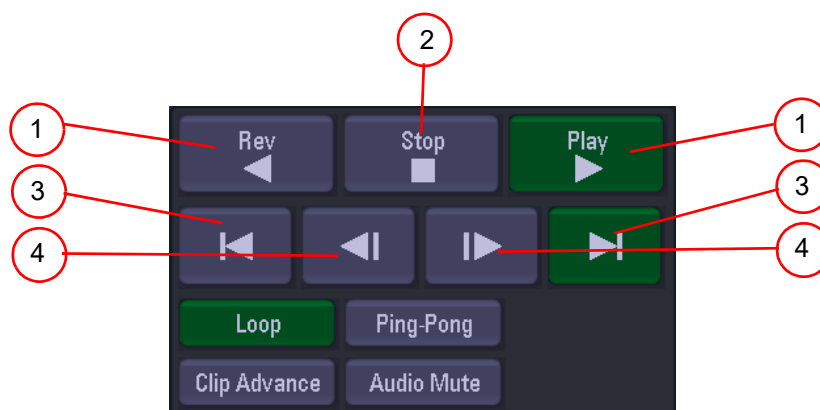 2
1
Rev
Stop
Play
1
3
3
4
4
Loop
Ping-Pong
Clip Advance
Audio Mute